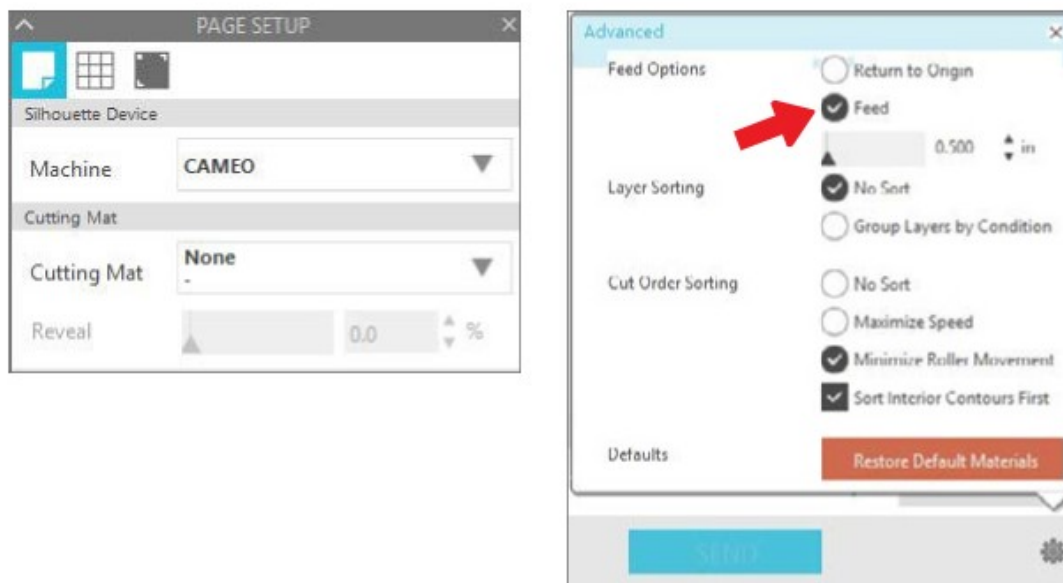 PAGE SETUP
Silhouette Device
Machine
CAMEO
Cutting Mat
Cutting Mat
None
-
Reveal
0.0
%
Advanced
Feed Options
Return to Origin
Feed
0.500
in
Layer Sorting
No Sort
Group Layers by Condition
Cut Order Sorting
No Sort
Maximize Speed
Minimize Roller Movement
Sort Interior Contours First
Defaults
Restore Default Materials
SEND